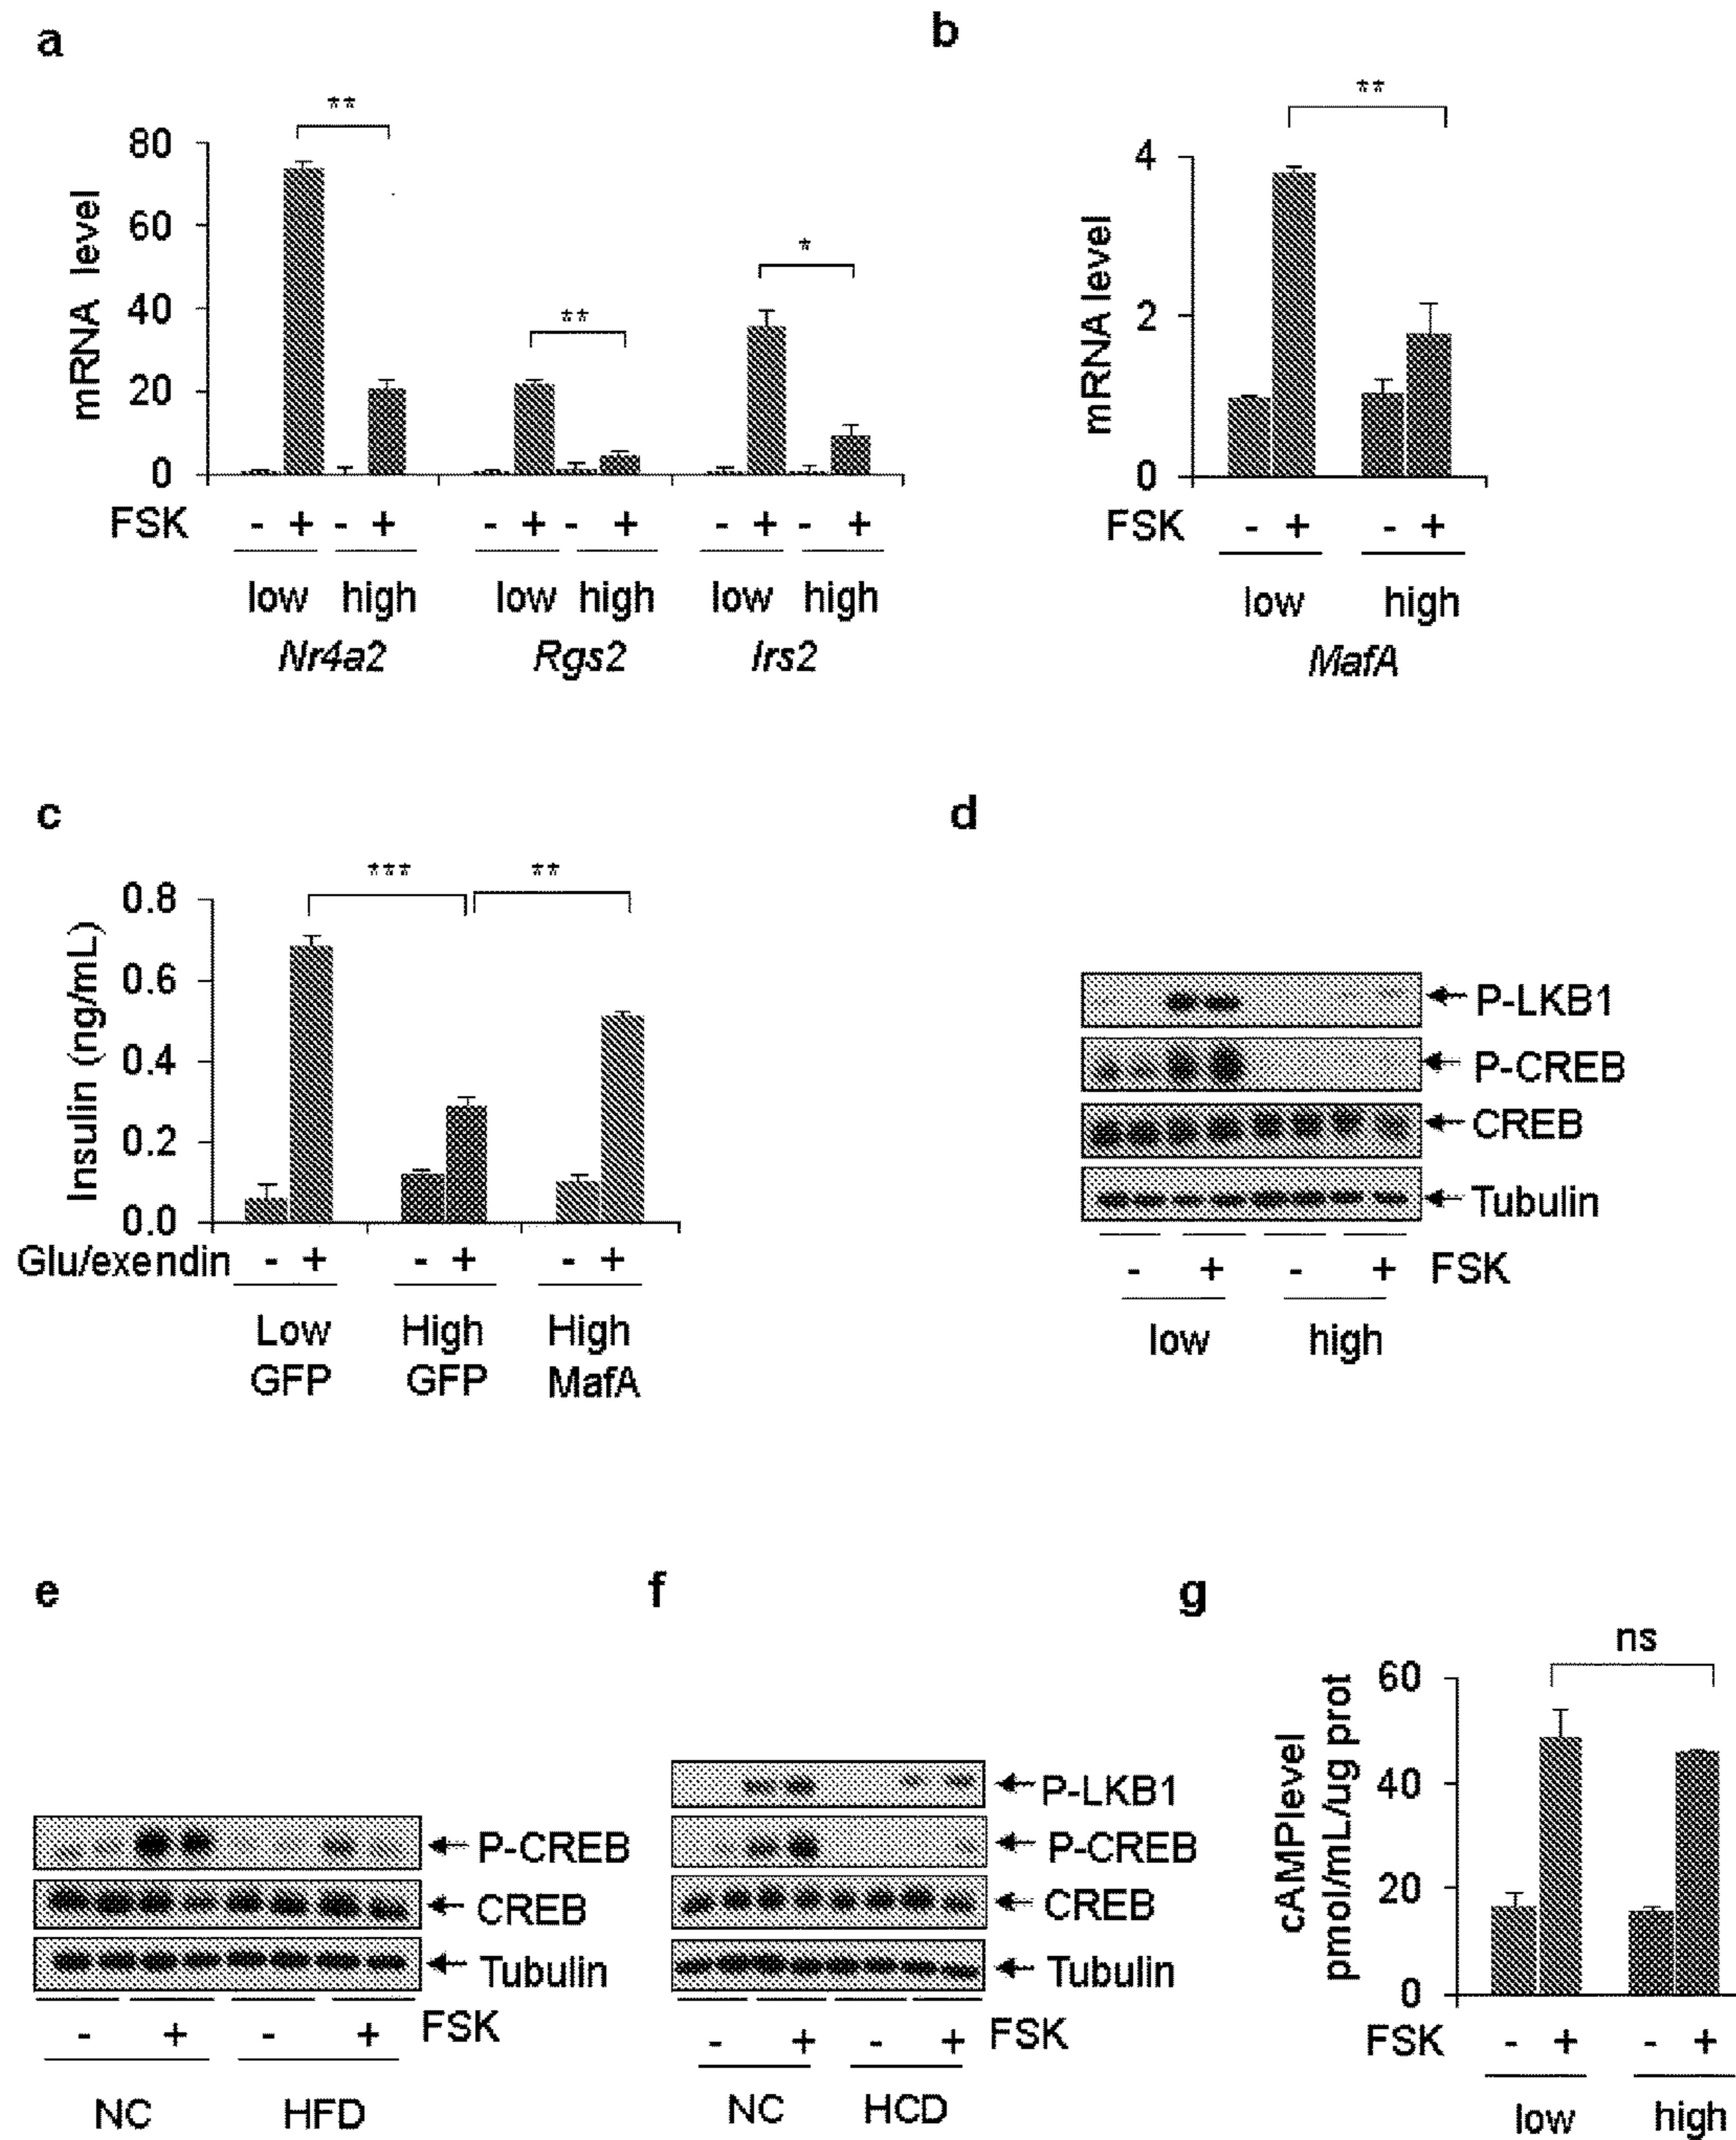 a
**
80
60
40
20
0
mRNA level
**
*
FSK - + - + - + - + - + - +
low high low high low high
Nr4a2 Rgs2 Irs2
b
**
4
2
0
mRNA level
FSK - + - +
low high
MafA
c
*** **
0.8
0.6
0.4
0.2
0.0
Insulin (ng/mL)
Glu/exendin - + - + - +
Low High High
GFP GFP MafA
d
P-LKB1
P-CREB
CREB
Tubulin
- + - + FSK
low high
e
P-CREB
CREB
Tubulin
- + - + FSK
NC HFD
f
P-LKB1
P-CREB
CREB
Tubulin
- + - + FSK
NC HCD
g
ns
60
40
20
0
cAMPlevel
pmol/mL/ug prot
FSK - + - +
low high